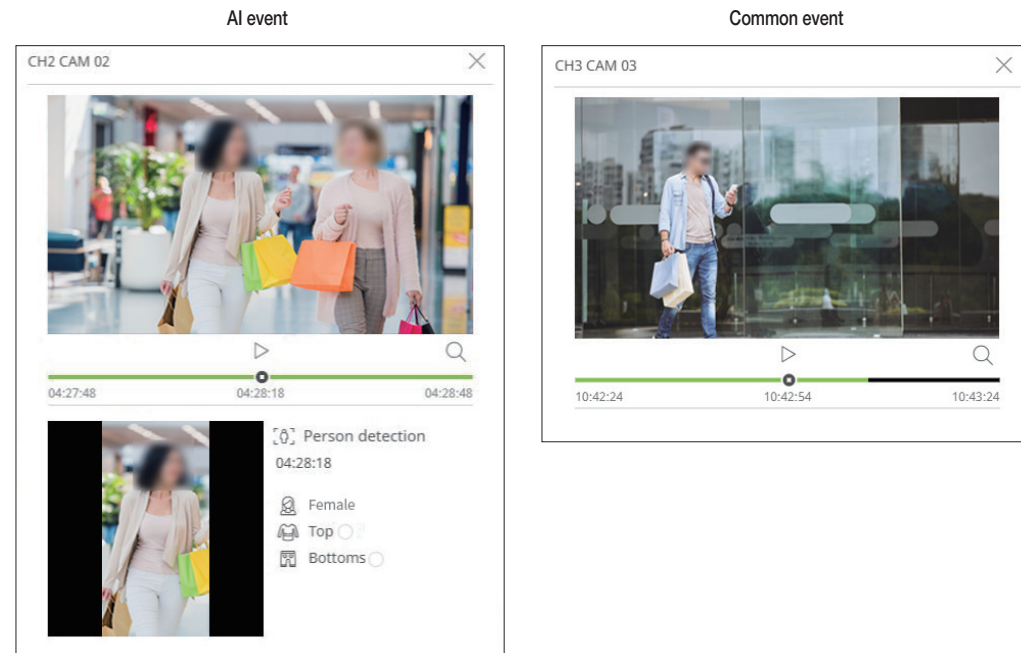 AI event
CH2 CAM 02
04:27:48
04:28:18
04:28:48
Person detection
04:28:18
Female
Top
Bottoms
Common event
CH3 CAM 03
10:42:24
10:42:54
10:43:24